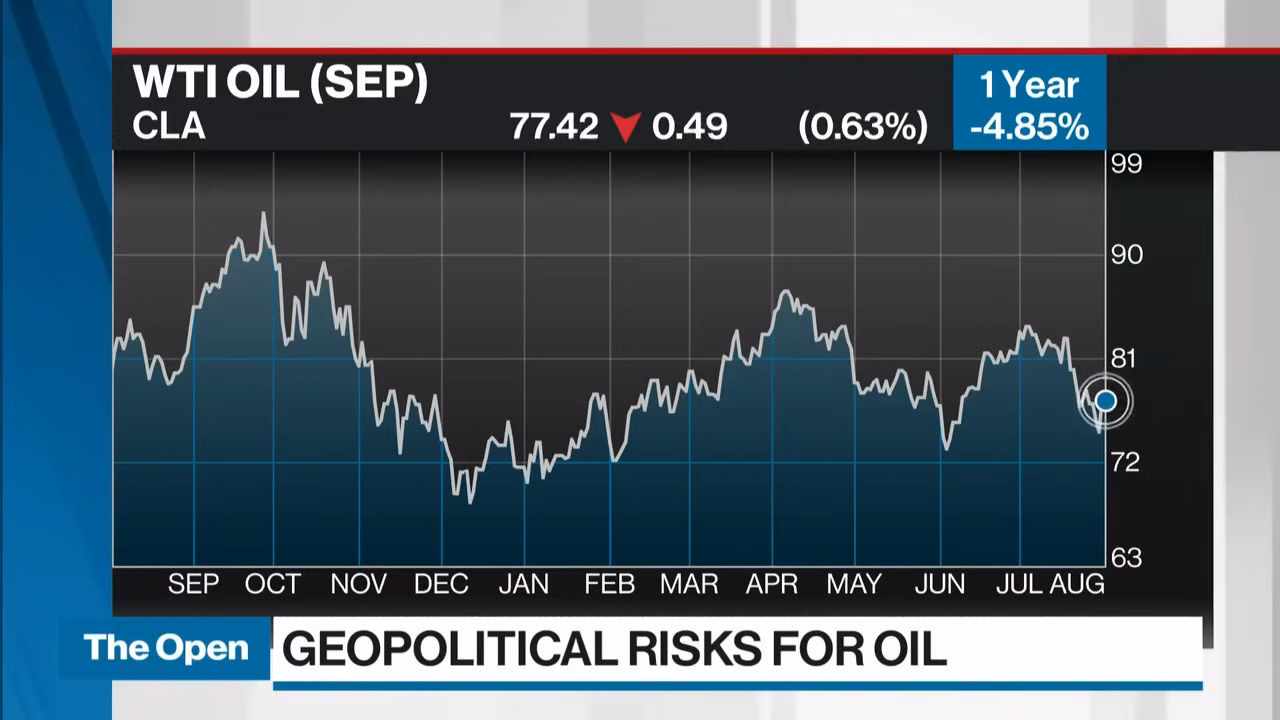 WTI OIL (SEP)
CLA 77.42 0.49 (0.63%)
1 Year
-4.85%
99
90
81
72
63
SEP OCT NOV DEC JAN FEB MAR APR MAY JUN JUL AUG
The Open GEOPOLITICAL RISKS FOR OIL